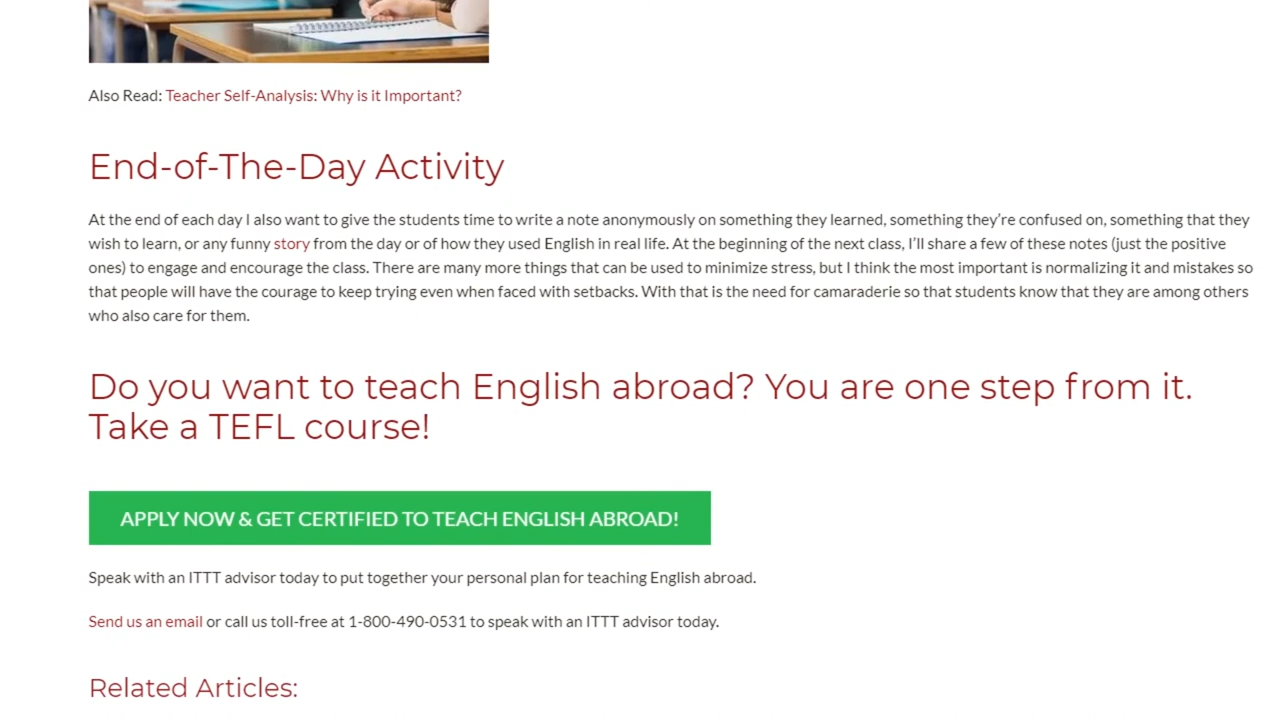 Also Read: Teacher Self-Analysis: Why is it Important?
End-of-The-Day Activity
At the end of each day I also want to give the students time to write a note anonymously on something they learned, something they’re confused on, something that they
wish to learn, or any funny story from the day or of how they used English in real life. At the beginning of the next class, I’ll share a few of these notes (just the positive
ones) to engage and encourage the class. There are many more things that can be used to minimize stress, but I think the most important is normalizing it and mistakes so
that people will have the courage to keep trying even when faced with setbacks. With that is the need for camaraderie so that students know that they are among others
who also care for them.
Do you want to teach English abroad? You are one step from it.
Take a TEFL course!
APPLY NOW & GET CERTIFIED TO TEACH ENGLISH ABROAD!
Speak with an ITTT advisor today to put together your personal plan for teaching English abroad.
Send us an email or call us toll-free at 1-800-490-0531 to speak with an ITTT advisor today.
Related Articles: